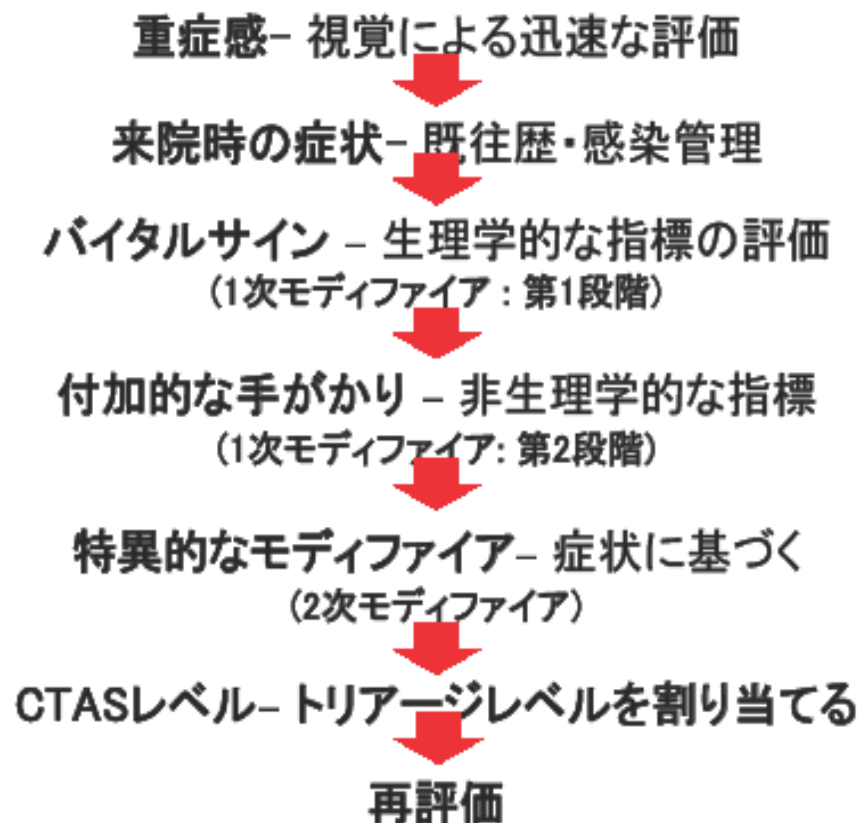 重症感– 視覚による迅速な評価
来院時の症状– 既往歴・感染管理
バイタルサイン – 生理学的な指標の評価
(1次モディファイア : 第1段階)
付加的な手がかり – 非生理学的な指標
(1次モディファイア: 第2段階)
特異的なモディファイア– 症状に基づく
(2次モディファイア)
CTASレベル– トリアージレベルを割り当てる
再評価